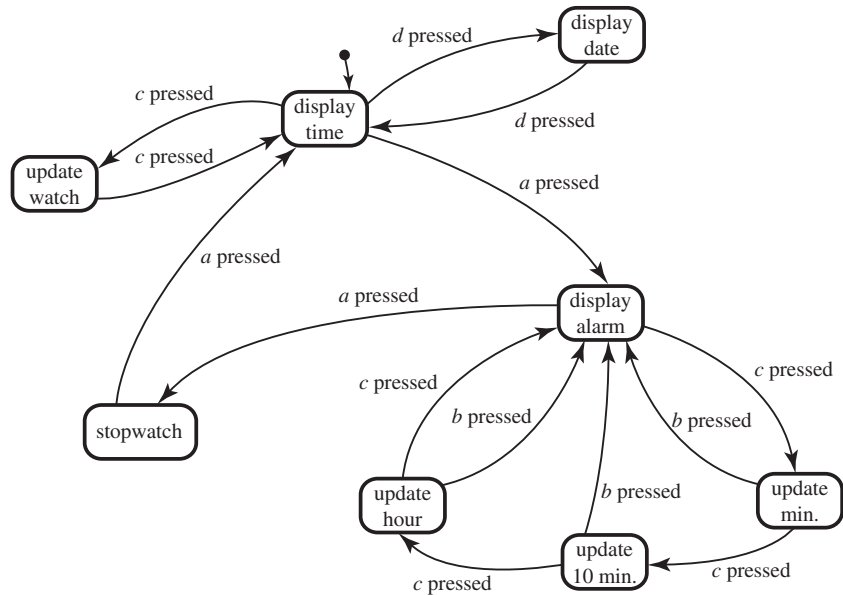 display
date
d pressed
display
time
c pressed
d pressed
c pressed
update
watch
a pressed
a pressed
display
alarm
a pressed
c pressed
c pressed
b pressed
b pressed
stopwatch
update
hour
b pressed
update
min.
update
10 min.
c pressed
c pressed